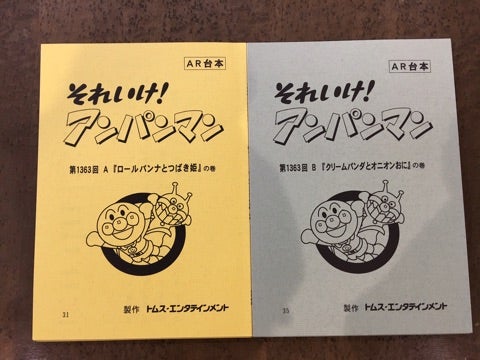 AR台本
それいけ!
アンパンマン
第1363回 A 『ロールパンナとつばき姫』の巻
31
製作 トムス・エンタテインメント
AR台本
それいけ!
アンパンマン
第1363回 B 『クリームパンダとオニオンおに』の巻
35
製作 トムス・エンタテインメント